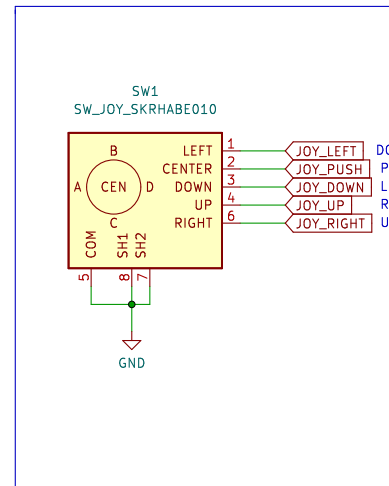 SW1
SW_JOY_SKRHABE010
B
A CEN D
C
LEFT 1 JOY_LEFT
CENTER 2 JOY_PUSH
DOWN 3 JOY_DOWN
UP 4 JOY_UP
RIGHT 6 JOY_RIGHT
COM SH1 SH2
5 8 7
GND